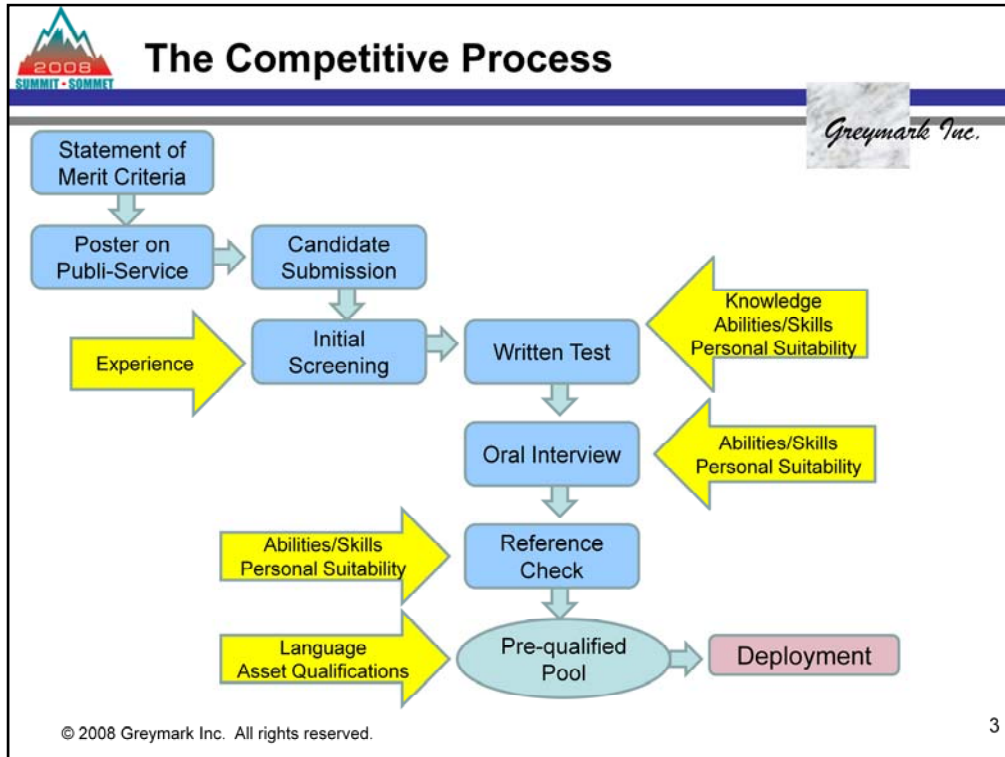 2008
SUMMIT • SOMMET
The Competitive Process
Greymark Inc.
Statement of
Merit Criteria
Poster on
Publi-Service
Candidate
Submission
Experience
Initial
Screening
Written Test
Knowledge
Abilities/Skills
Personal Suitability
Oral Interview
Abilities/Skills
Personal Suitability
Abilities/Skills
Personal Suitability
Reference
Check
Language
Asset Qualifications
Pre-qualified
Pool
Deployment
© 2008 Greymark Inc. All rights reserved.
3